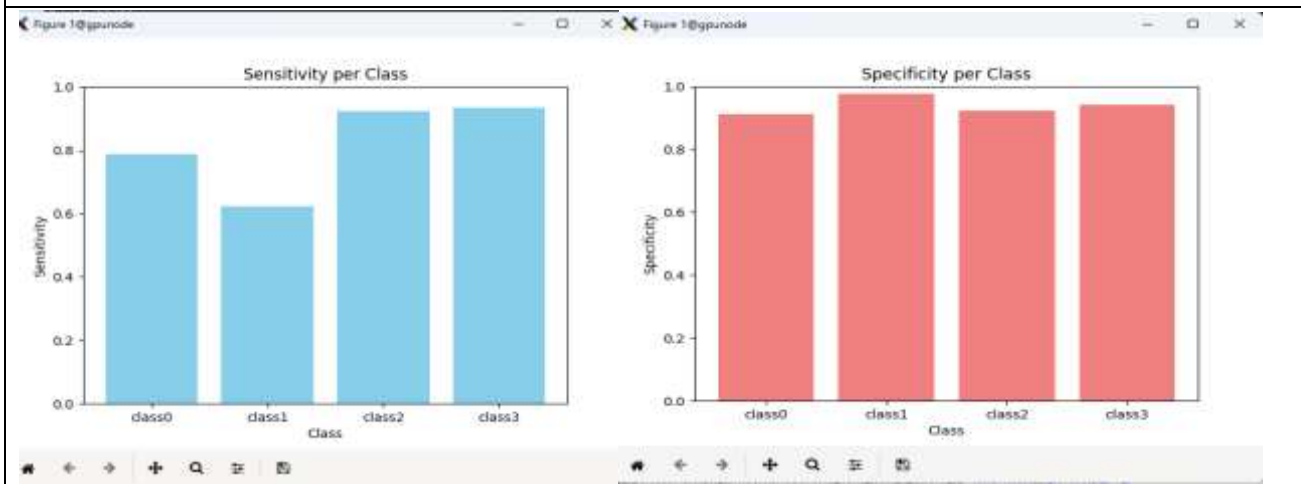 Figure 1@gpunode
Sensitivity per Class
1.0
0.8
0.6
0.4
0.2
0.0
Sensitivity
class0 class1 class2 class3
Class
Figure 1@gpunode
Specificity per Class
1.0
0.8
0.6
0.4
0.2
0.0
Specificity
class0 class1 class2 class3
Class